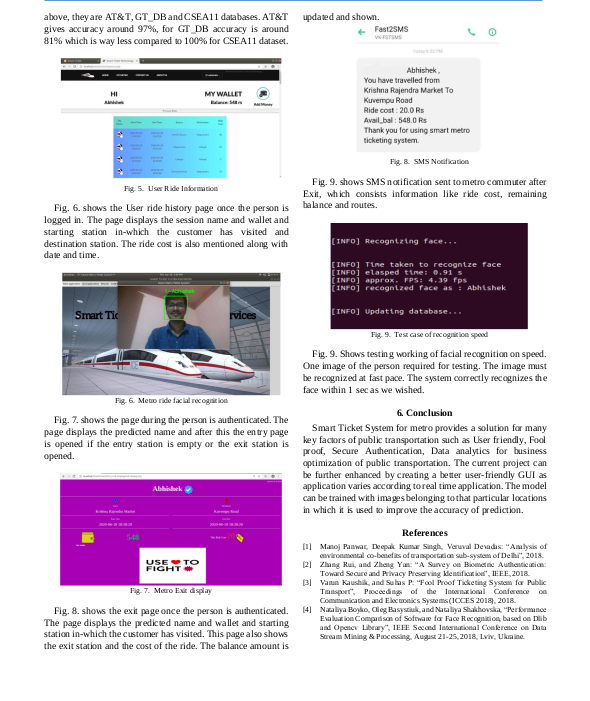 above, they are AT&T, GT_DB and CSEA11 databases. AT&T
gives accuracy around 97%, for GT_DB accuracy is around
81% which is way less compared to 100% for CSEA11 dataset.
HI
Abhishek
MY WALLET
Balance: 548 m
Add Money
Fig. 5. User Ride Information
Fig. 6. shows the User ride history page once the person is
logged in. The page displays the session name and wallet and
starting station in-which the customer has visited and
destination station. The ride cost is also mentioned along with
date and time.
Smart Tic
rvices
Fig. 6. Metro ride facial recognition
Fig. 7. shows the page during the person is authenticated. The
page displays the predicted name and after this the entry page
is opened if the entry station is empty or the exit station is
opened.
Abhishek
Krishna Rajendra Market
Kuvempu Road
548
USE ❤ TO
FIGHT
Fig. 7. Metro Exit display
Fig. 8. shows the exit page once the person is authenticated.
The page displays the predicted name and wallet and starting
station in-which the customer has visited. This page also shows
the exit station and the cost of the ride. The balance amount is
updated and shown.
Fast2SMS
Abhishek ,
You have travelled from
Krishna Rajendra Market To
Kuvempu Road
Ride cost : 20.0 Rs
Avail_bal : 548.0 Rs
Thank you for using smart metro
ticketing system.
Fig. 8. SMS Notification
Fig. 9. shows SMS notification sent to metro commuter after
Exit, which consists information like ride cost, remaining
balance and routes.
[INFO] Recognizing face...
[INFO] Time taken to recognize face
[INFO] elasped time: 0.91 s
[INFO] approx. FPS: 4.39 fps
[INFO] recognized face as : Abhishek
[INFO] Updating database...
Fig. 9. Test case of recognition speed
Fig. 9. Shows testing working of facial recognition on speed.
One image of the person required for testing. The image must
be recognized at fast pace. The system correctly recognizes the
face within 1 sec as we wished.
6. Conclusion
Smart Ticket System for metro provides a solution for many
key factors of public transportation such as User friendly, Fool
proof, Secure Authentication, Data analytics for business
optimization of public transportation. The current project can
be further enhanced by creating a better user-friendly GUI as
application varies according to real time application. The model
can be trained with images belonging to that particular locations
in which it is used to improve the accuracy of prediction.
References
[1] Manoj Panwar, Deepak Kumar Singh, Veruval Devadas: "Analysis of
environmental co-benefits of transportation sub-system of Delhi", 2018.
[2] Zhang Rui, and Zheng Yan: "A Survey on Biometric Authentication:
Toward Secure and Privacy Preserving Identification", IEEE, 2018.
[3] Varun Kaushik, and Suhas P: "Fool Proof Ticketing System for Public
Transport", Proceedings of the International Conference on
Communication and Electronics Systems (ICCES 2018), 2018.
[4] Nataliya Boyko, Oleg Basystiuk, and Nataliya Shakhovska, "Performance
Evaluation Comparison of Software for Face Recognition, based on Dlib
and Opencv Library", IEEE Second International Conference on Data
Stream Mining & Processing, August 21-25, 2018, Lviv, Ukraine.